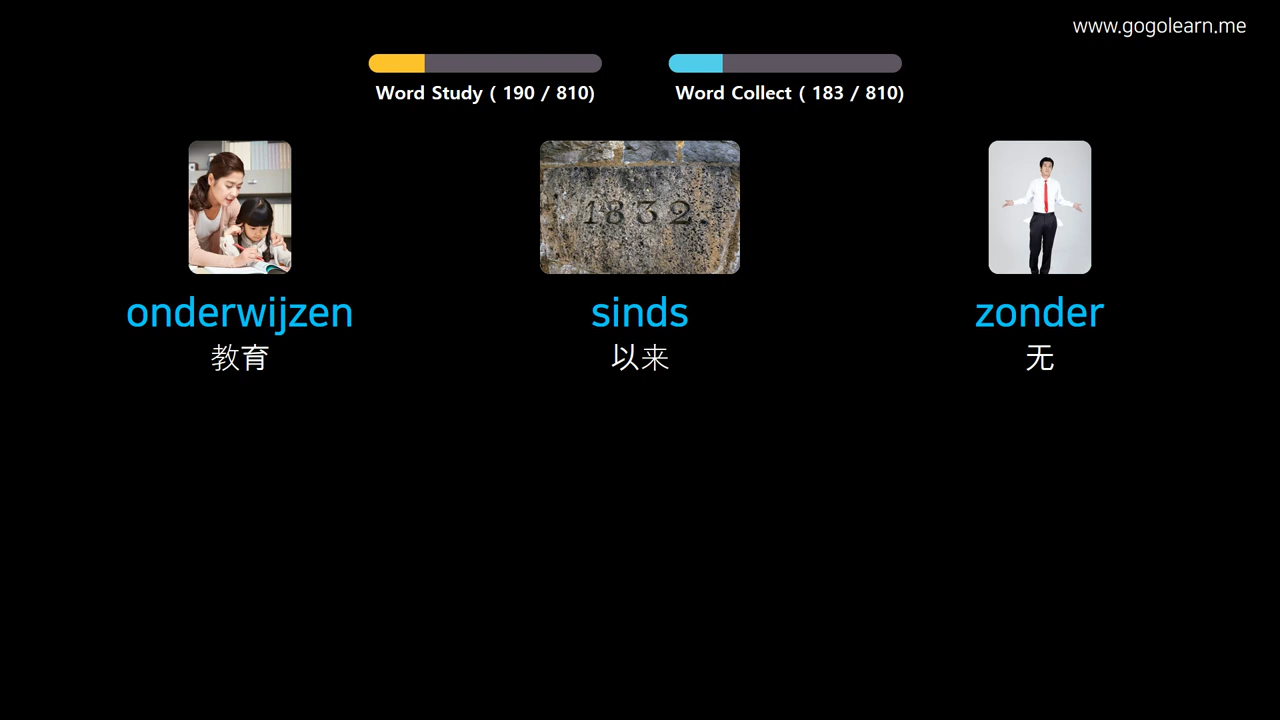 www.gogolearn.me
Word Study ( 190 / 810)
Word Collect ( 183 / 810)
1832.
onderwijzen
sinds
zonder
教育
以来
无